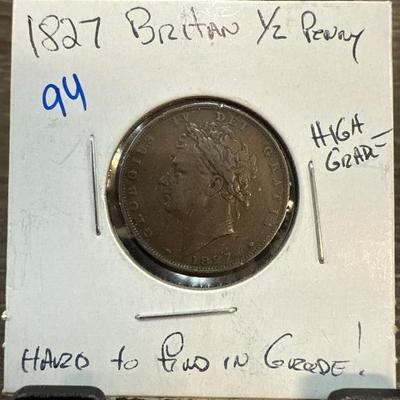 1827 BRITAN 1/2 PENNY
94
HIGH
GRADE
GEORGIUS IV DEI GRATIA
1827
HARD to FIND IN GRADE!